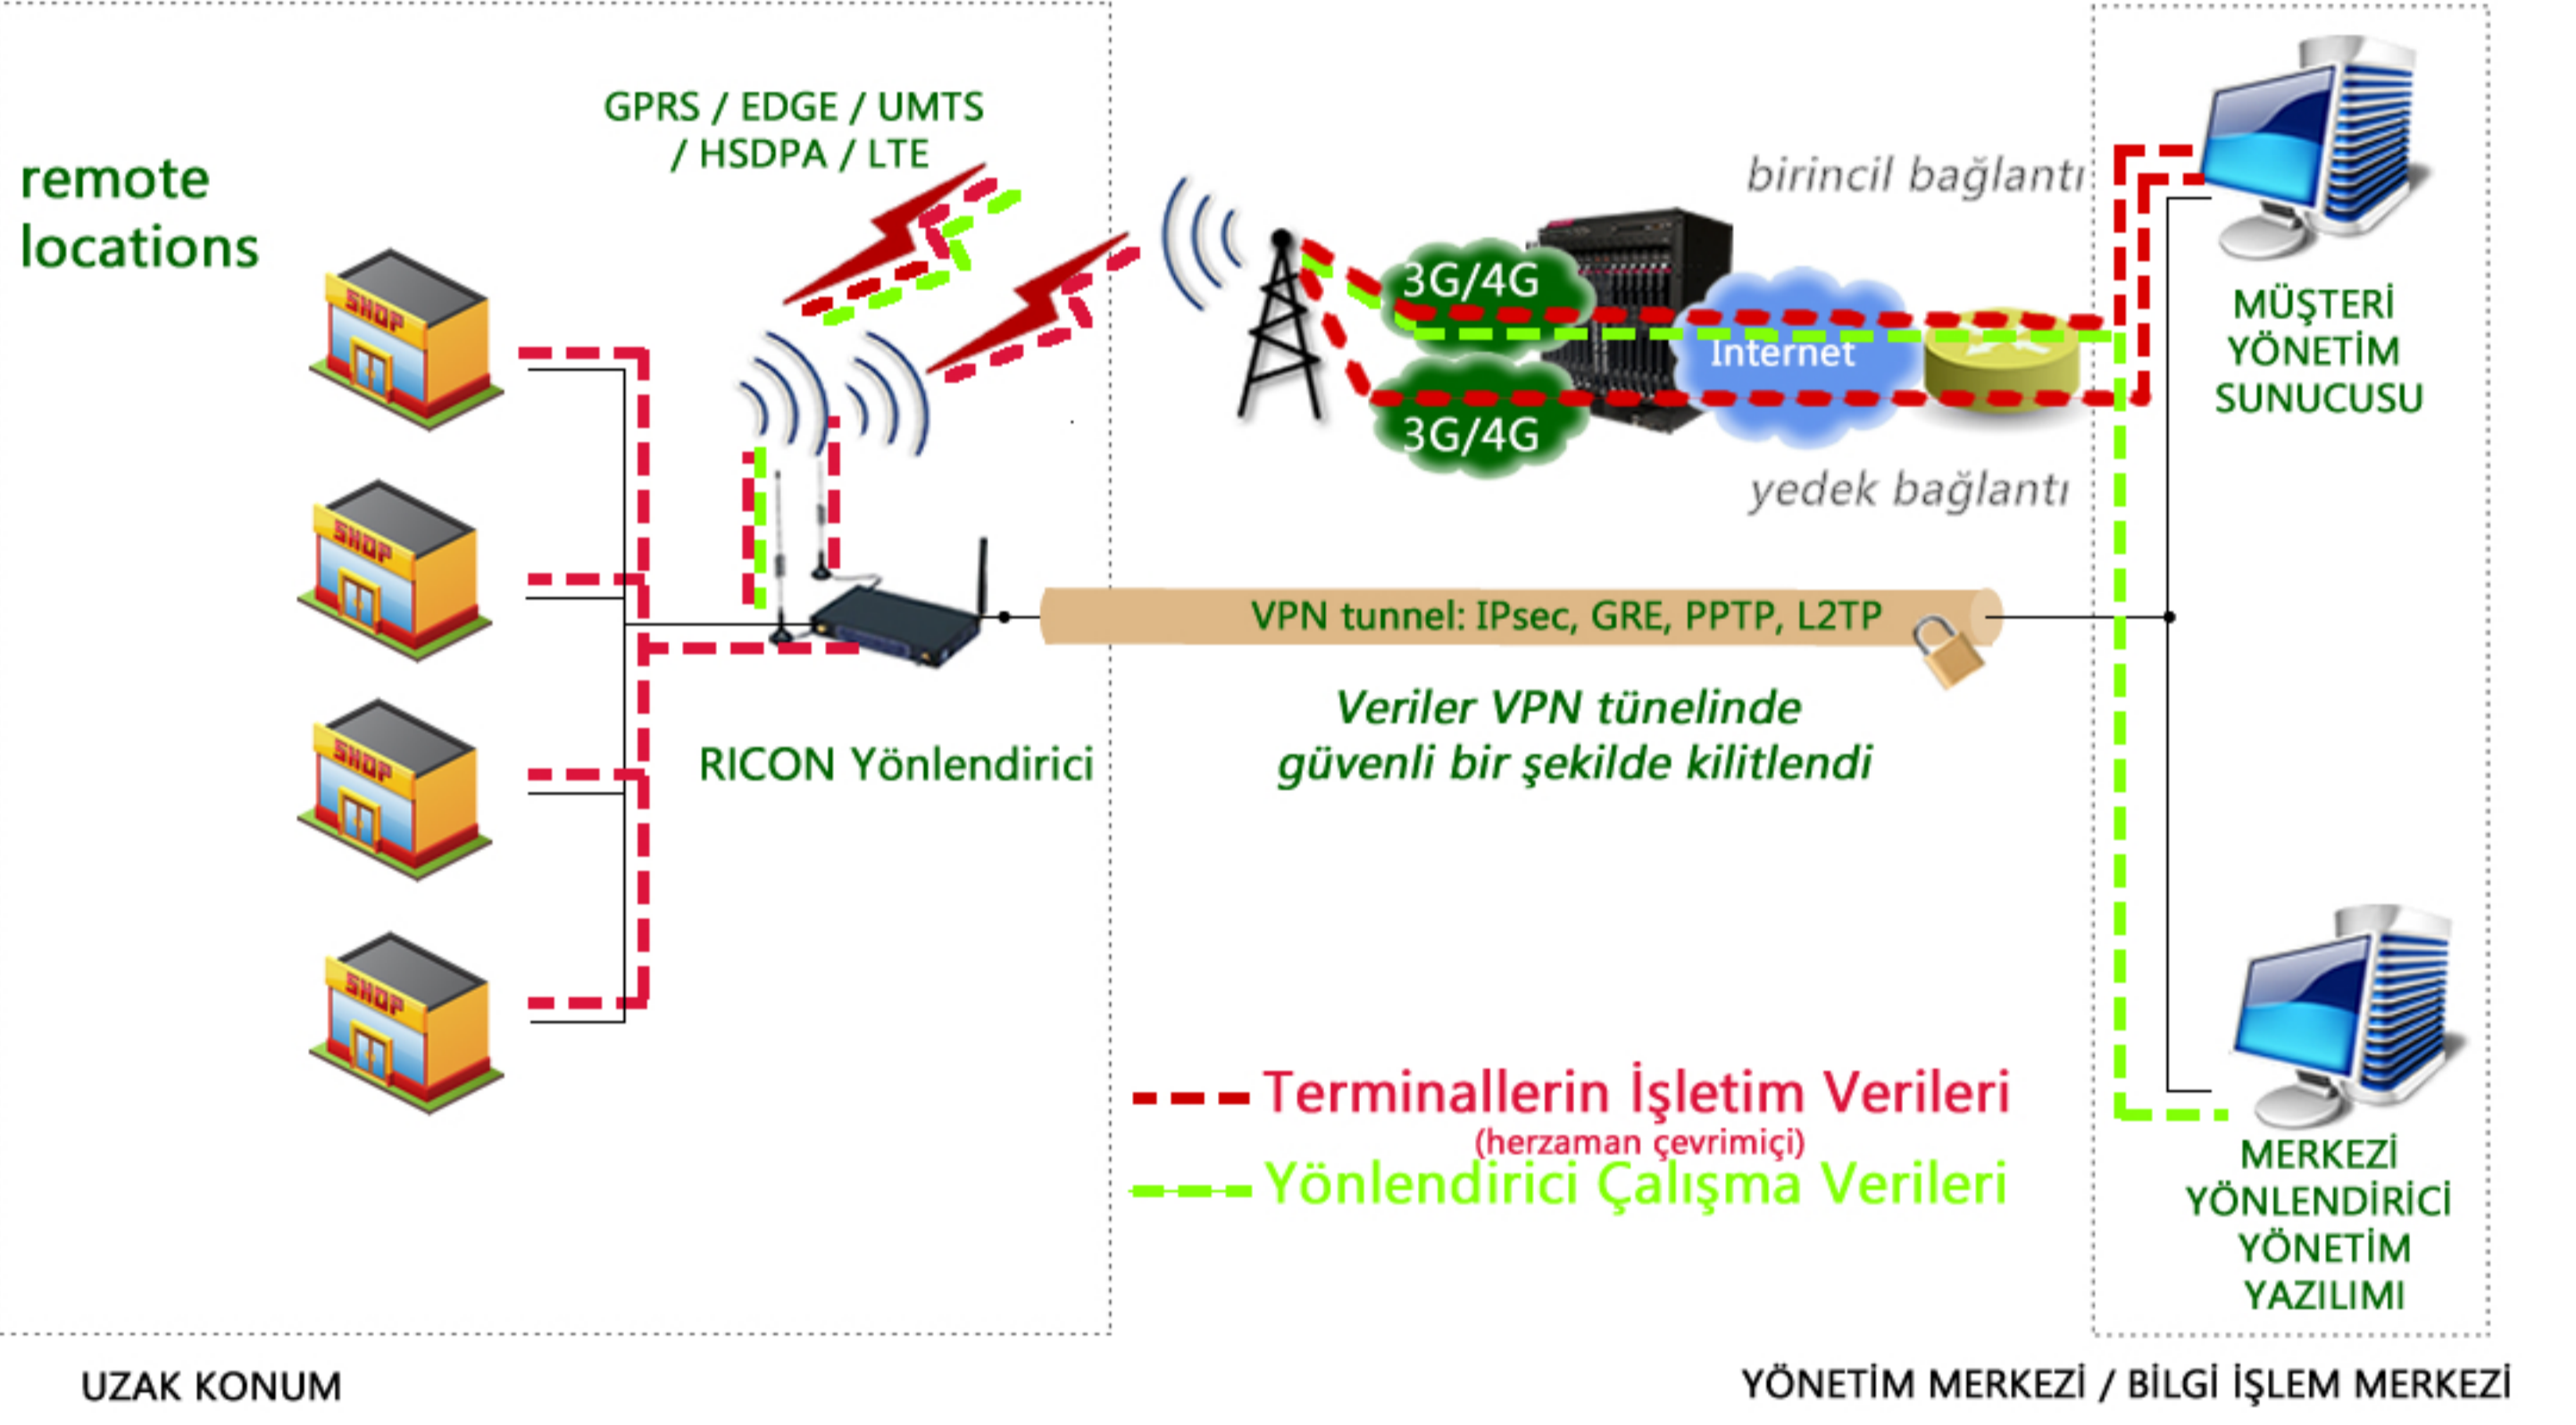 GPRS / EDGE / UMTS
/ HSDPA / LTE
remote
locations
SHOP
SHOP
SHOP
SHOP
RICON Yönlendirici
birincil bağlantı
3G/4G
Internet
3G/4G
yedek bağlantı
VPN tunnel: IPsec, GRE, PPTP, L2TP
Veriler VPN tünelinde
güvenli bir şekilde kilitlendi
MÜŞTERİ
YÖNETİM
SUNUCUSU
Terminallerin İşletim Verileri
(herzaman çevrimiçi)
Yönlendirici Çalışma Verileri
MERKEZİ
YÖNLENDİRİCİ
YÖNETİM
YAZILIMI
UZAK KONUM
YÖNETİM MERKEZİ / BİLGİ İŞLEM MERKEZİ